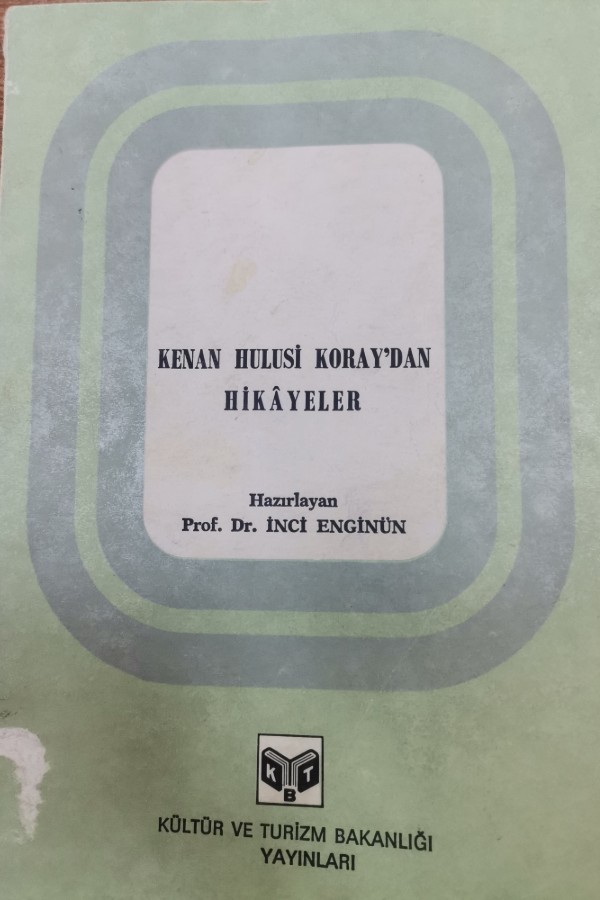 KENAN HULUSİ KORAY'DAN
HİKÂYELER
Hazırlayan
Prof. Dr. İNCİ ENGİNÜN
K B T
KÜLTÜR VE TURİZM BAKANLIĞI
YAYINLARI